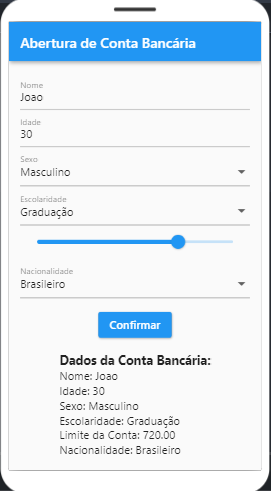 Abertura de Conta Bancária
Nome
Joao
Idade
30
Sexo
Masculino
Escolaridade
Graduação
Nacionalidade
Brasileiro
Confirmar
Dados da Conta Bancária:
Nome: Joao
Idade: 30
Sexo: Masculino
Escolaridade: Graduação
Limite da Conta: 720.00
Nacionalidade: Brasileiro